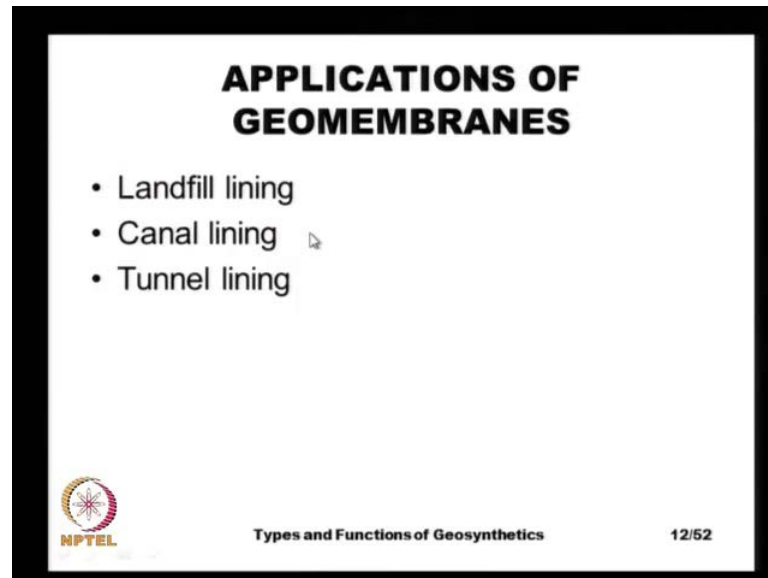 APPLICATIONS OF
GEOMEMBRANES
• Landfill lining
• Canal lining
• Tunnel lining
NPTEL
Types and Functions of Geosynthetics
12/52